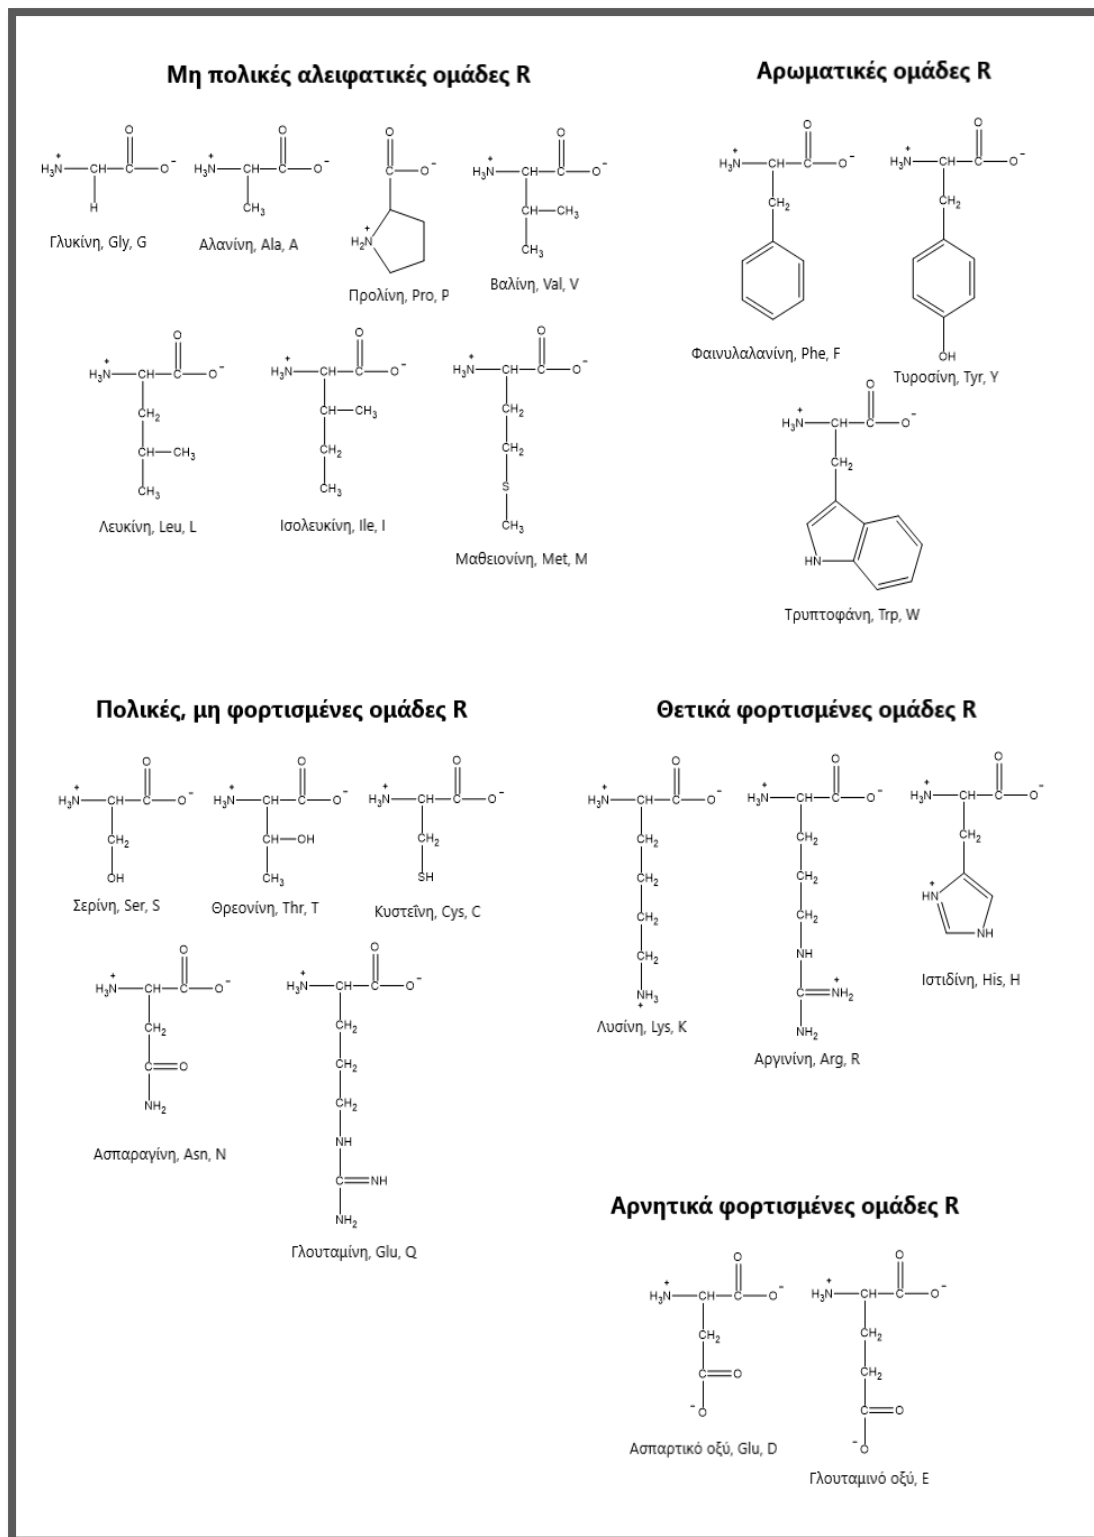 Μη πολικές αλειφατικές ομάδες R
Αρωματικές ομάδες R
Γλυκίνη, Gly, G
Αλανίνη, Ala, A
Προλίνη, Pro, P
Βαλίνη, Val, V
Φαινυλαλανίνη, Phe, F
Τυροσίνη, Tyr, Y
Λευκίνη, Leu, L
Ισολευκίνη, Ile, I
Μαθειονίνη, Met, M
Τρυπτοφάνη, Trp, W
Πολικές, μη φορτισμένες ομάδες R
Θετικά φορτισμένες ομάδες R
Σερίνη, Ser, S
Θρεονίνη, Thr, T
Κυστεΐνη, Cys, C
Λυσίνη, Lys, K
Αργινίνη, Arg, R
Ιστιδίνη, His, H
Ασπαραγίνη, Asn, N
Γλουταμίνη, Glu, Q
Αρνητικά φορτισμένες ομάδες R
Ασπαρτικό οξύ, Glu, D
Γλουταμινό οξύ, E